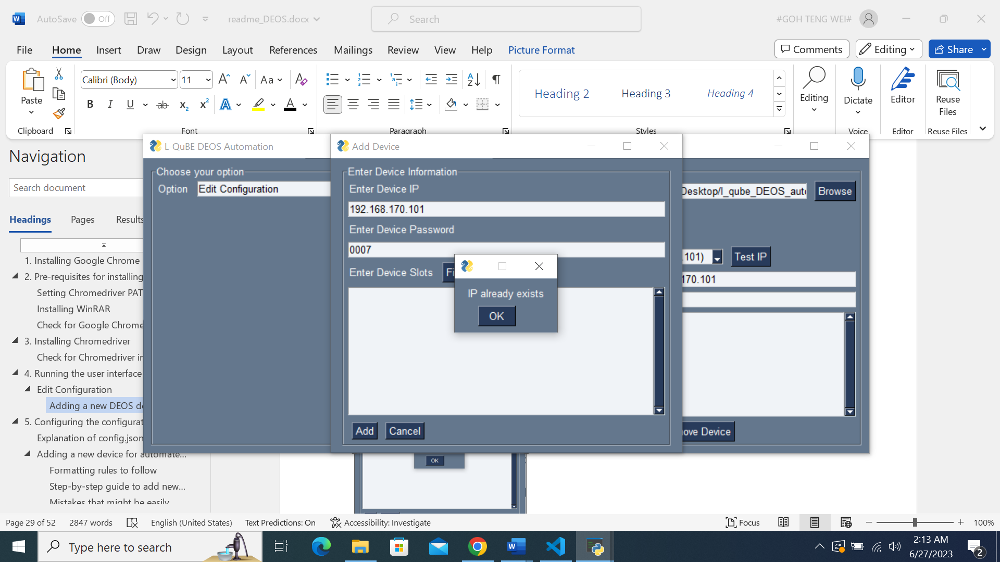 AutoSave Off readme_DEOS.docx Search #GOH TENG WEI#
File Home Insert Draw Design Layout References Mailings Review View Help Picture Format Comments Editing Share
Paste
Clipboard
Calibri (Body) 11
Font
Paragraph
Heading 2 Heading 3 Heading 4
Styles
Editing
Dictate
Voice
Editor
Editor
Reuse Files
Reuse Files
Navigation
Search document
Headings Pages Results
1. Installing Google Chrome
2. Pre-requisites for installing
Setting Chromedriver PAT
Installing WinRAR
Check for Google Chrome
3. Installing Chromedriver
Check for Chromedriver in
4. Running the user interface
Edit Configuration
Adding a new DEOS de
5. Configuring the configurat
Explanation of config.json
Adding a new device for automate...
Formatting rules to follow
Step-by-step guide to add new...
Mistakes that might be easily
L-QuBE DEOS Automation
Choose your option
Option Edit Configuration
Add Device
Enter Device Information
Enter Device IP
192.168.170.101
Enter Device Password
0007
Enter Device Slots Fi
IP already exists
OK
Add Cancel
Desktop/l_qube_DEOS_auto Browse
.101) Test IP
170.101
ove Device
OK
Page 29 of 52 2847 words English (United States) Text Predictions: On Accessibility: Investigate Focus 100%
Type here to search
2:13 AM
6/27/2023
2